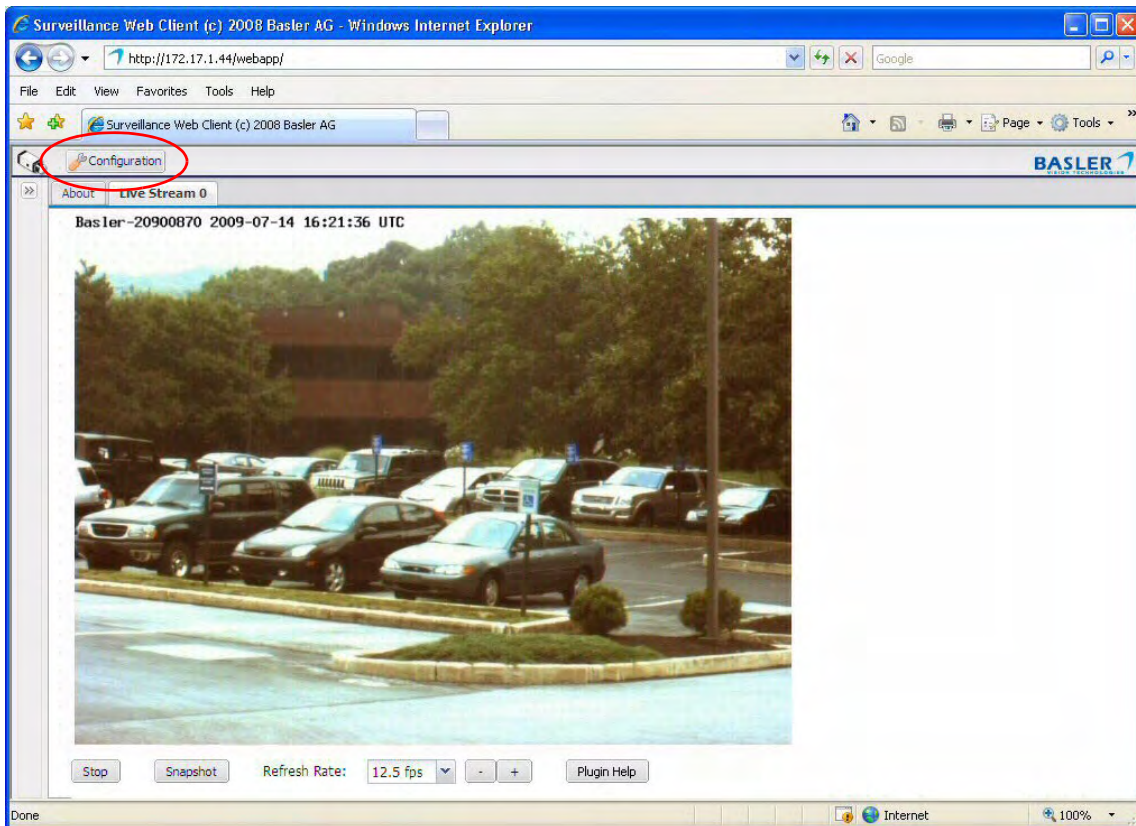 Surveillance Web Client (c) 2008 Basler AG - Windows Internet Explorer
http://172.17.1.44/webapp/
Google
File Edit View Favorites Tools Help
Surveillance Web Client (c) 2008 Basler AG
Page Tools »
Configuration
BASLER
VISION TECHNOLOGIES
»
About Live Stream 0
Basler-20900870 2009-07-14 16:21:36 UTC
Stop Snapshot Refresh Rate: 12.5 fps - + Plugin Help
Done Internet 100%